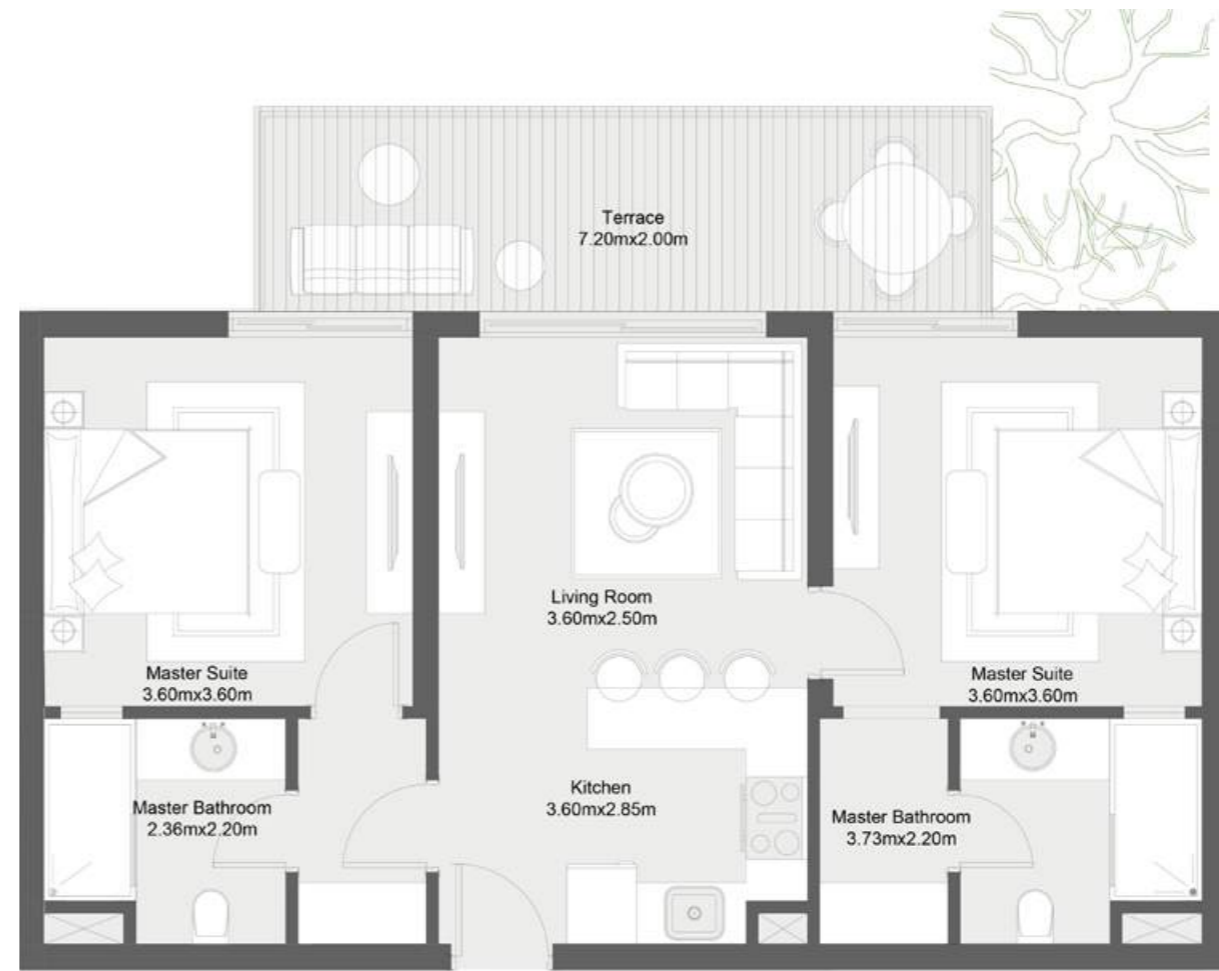 Terrace
7.20mx2.00m
Living Room
3.60mx2.50m
Master Suite
3.60mx3.60m
Master Suite
3.60mx3.60m
Kitchen
3.60mx2.85m
Master Bathroom
2.36mx2.20m
Master Bathroom
3.73mx2.20m